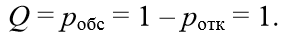 Q = pобс = 1 – pотк = 1.